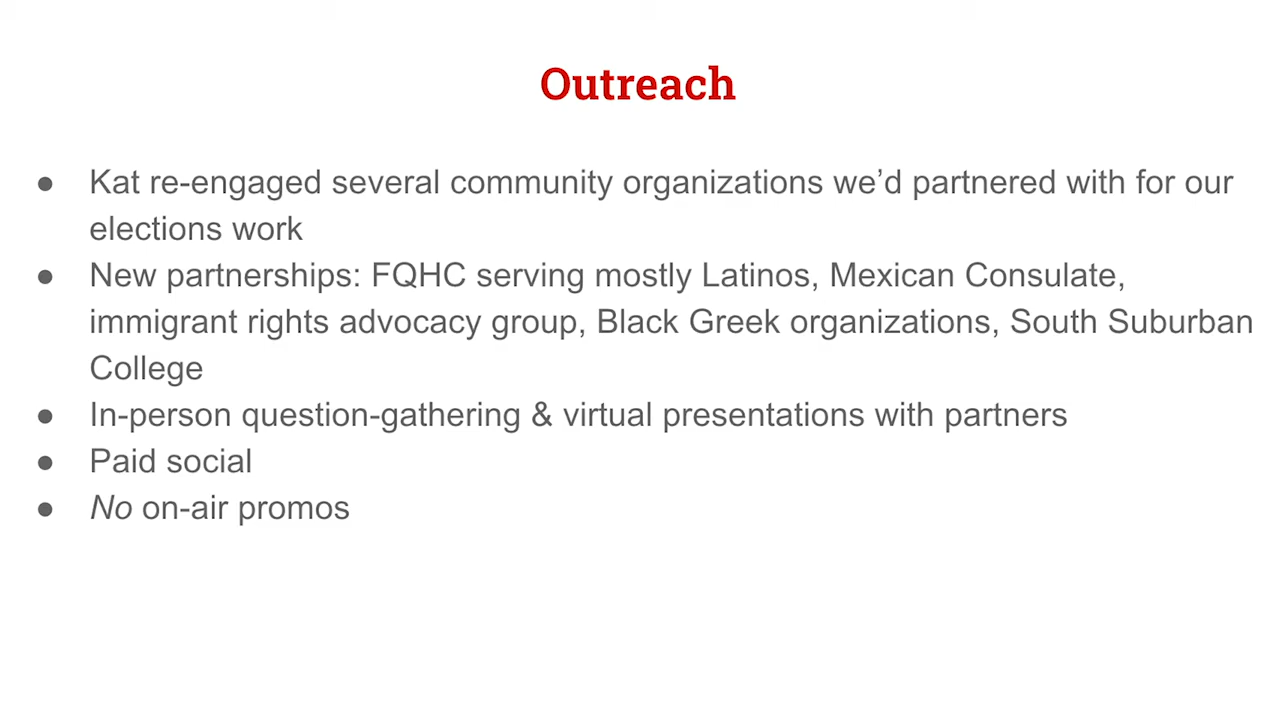 Outreach
● Kat re-engaged several community organizations we’d partnered with for our
elections work
● New partnerships: FQHC serving mostly Latinos, Mexican Consulate,
immigrant rights advocacy group, Black Greek organizations, South Suburban
College
● In-person question-gathering & virtual presentations with partners
● Paid social
● No on-air promos